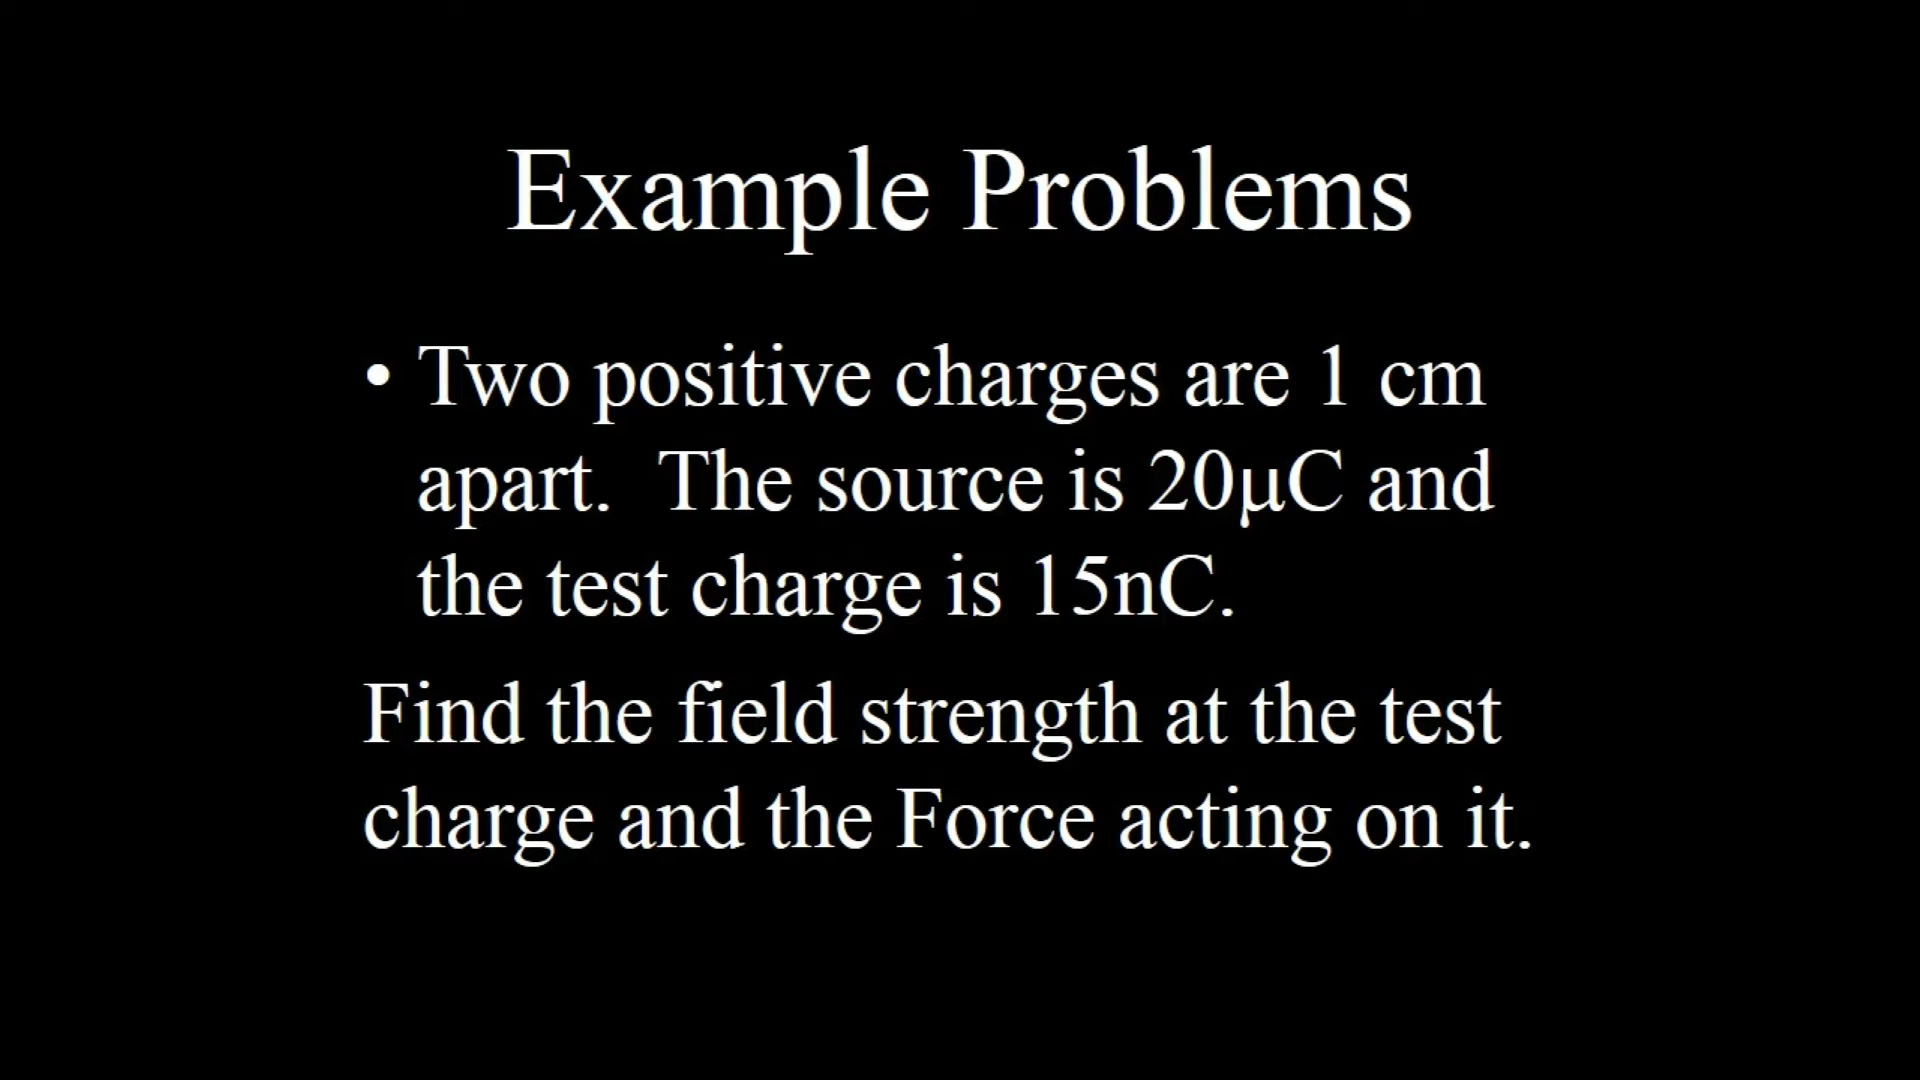 Example Problems
• Two positive charges are 1 cm
apart.  The source is 20μC and
the test charge is 15nC.
Find the field strength at the test
charge and the Force acting on it.